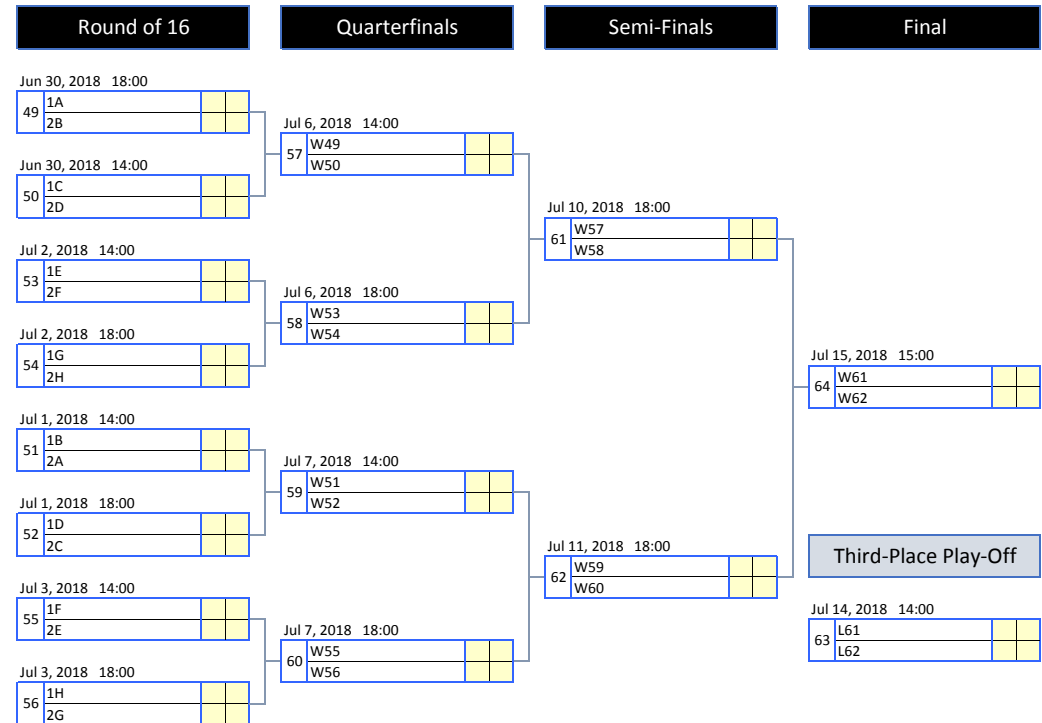 Round of 16
Quarterfinals
Semi-Finals
Final
Jun 30, 2018 18:00
49
1A
2B
Jun 30, 2018 14:00
50
1C
2D
Jul 2, 2018 14:00
53
1E
2F
Jul 2, 2018 18:00
54
1G
2H
Jul 1, 2018 14:00
51
1B
2A
Jul 1, 2018 18:00
52
1D
2C
Jul 3, 2018 14:00
55
1F
2E
Jul 3, 2018 18:00
56
1H
2G
Jul 6, 2018 14:00
57
W49
W50
Jul 6, 2018 18:00
58
W53
W54
Jul 7, 2018 14:00
59
W51
W52
Jul 7, 2018 18:00
60
W55
W56
Jul 10, 2018 18:00
61
W57
W58
Jul 11, 2018 18:00
62
W59
W60
Jul 15, 2018 15:00
64
W61
W62
Third-Place Play-Off
Jul 14, 2018 14:00
63
L61
L62